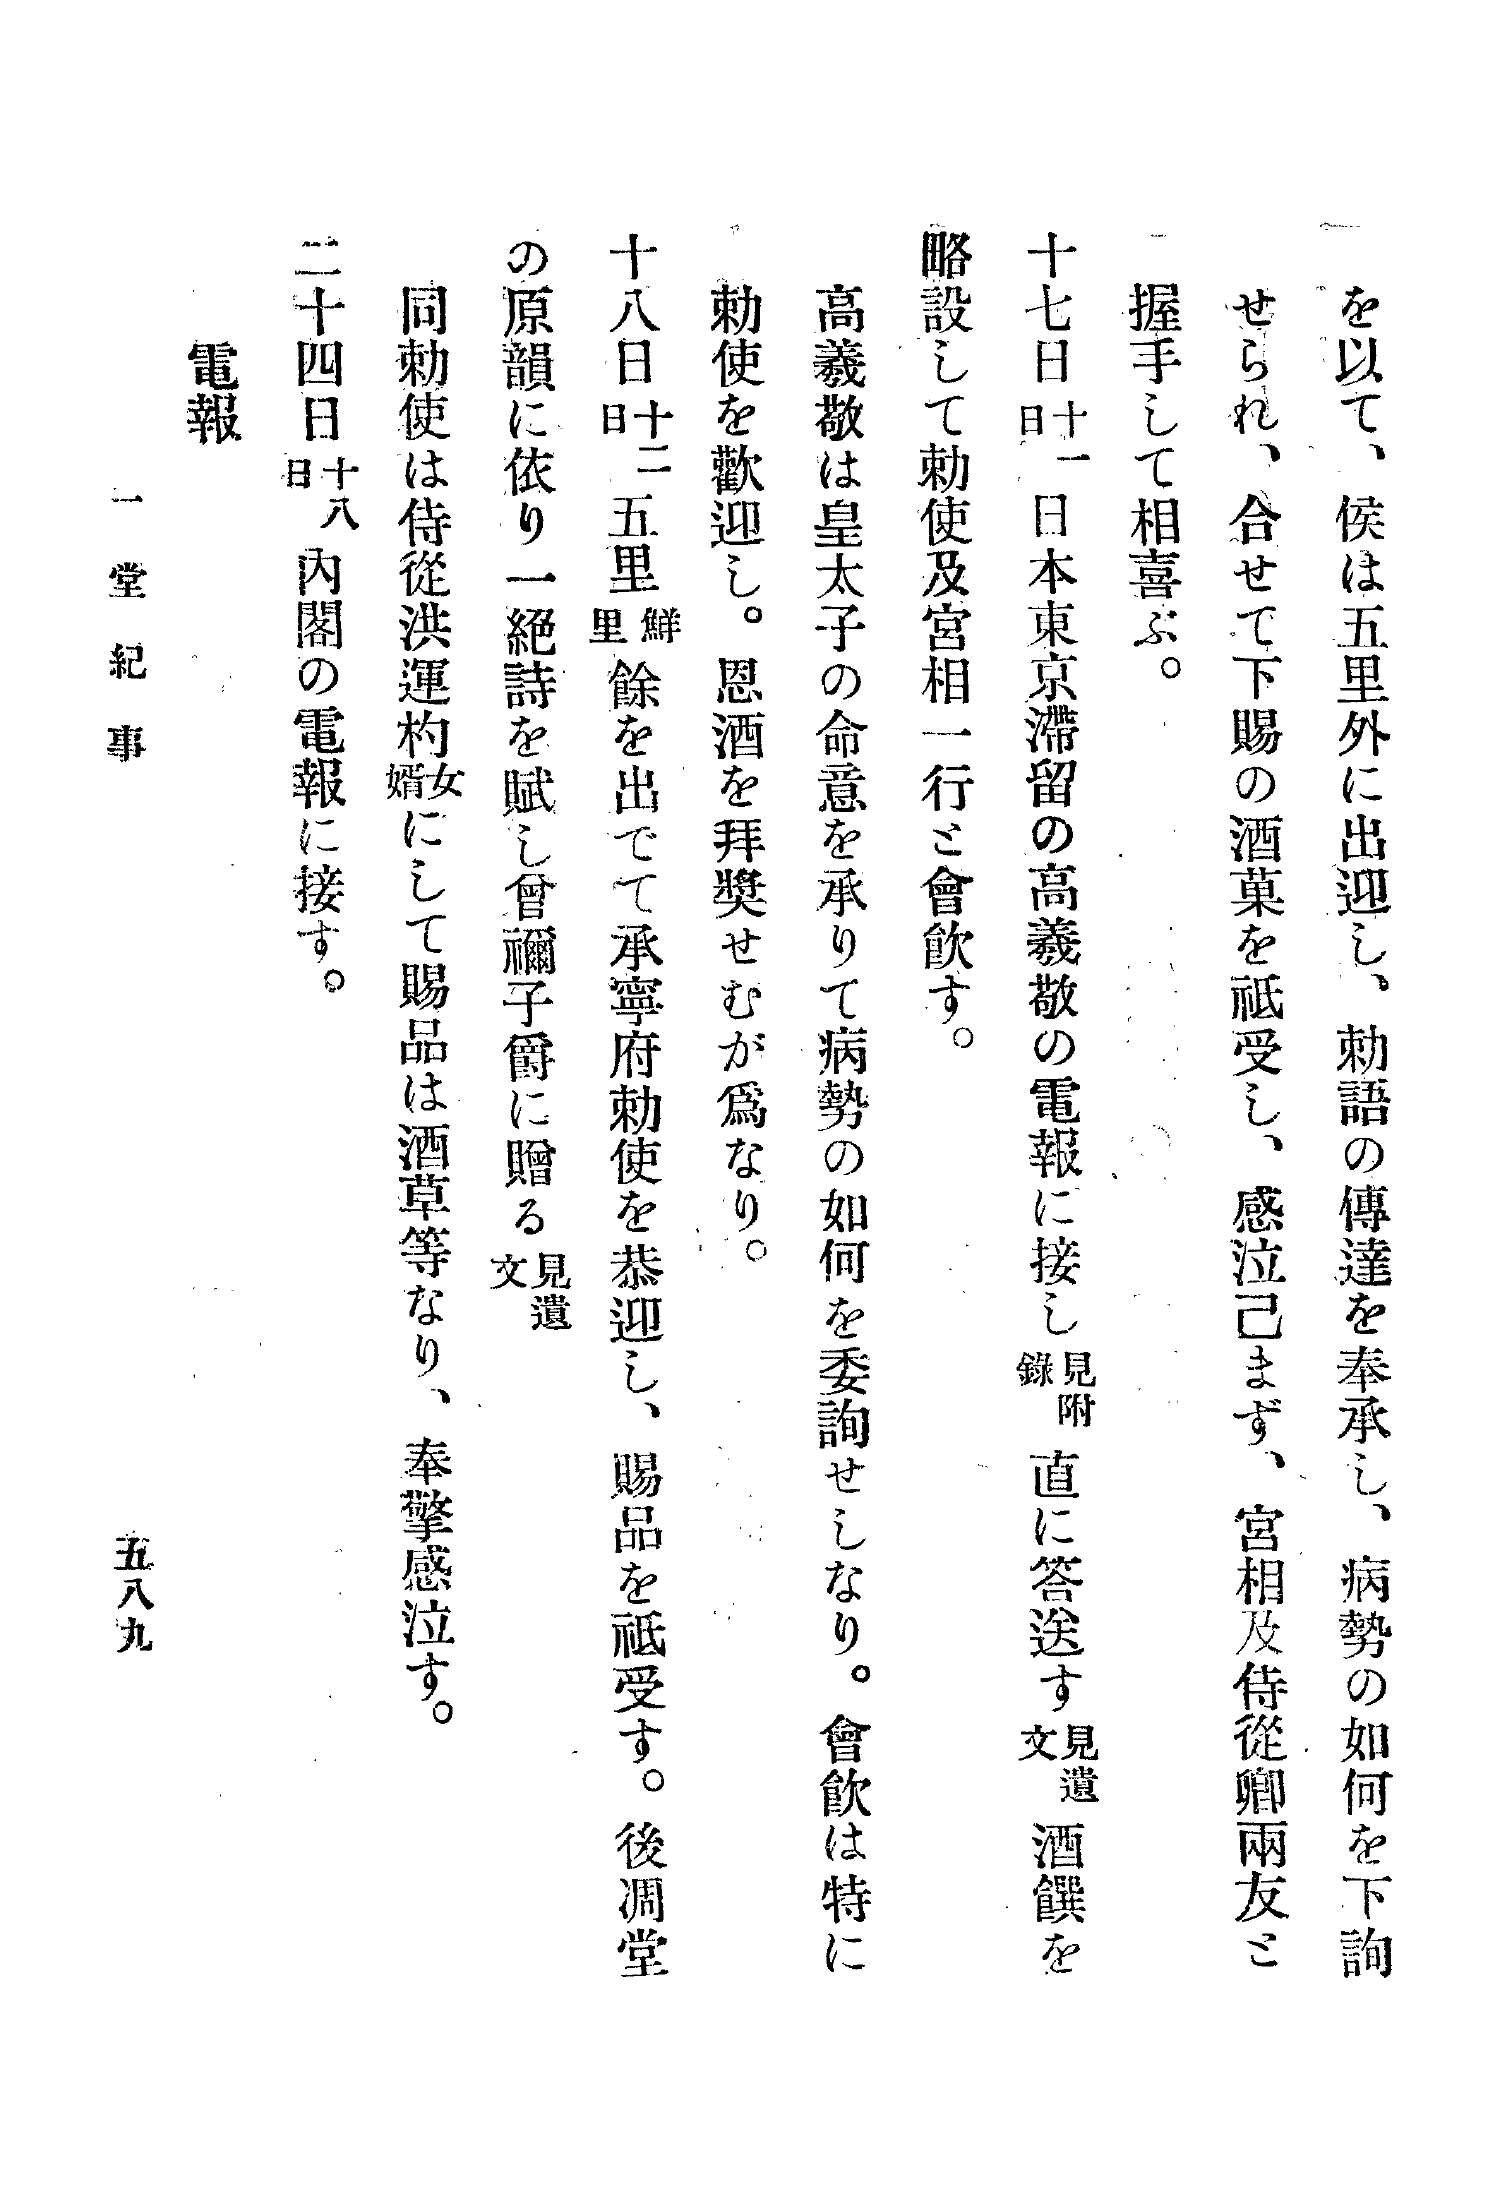 を以て、侯は五里外に出迎し、勅語の傳達を奉承し、病勢の如何を下詢
せられ、合せて下賜の酒菓を祗受し、感泣己まず、宮相及侍從卿兩友と
握手して相喜ぶ。
十七日十一日日本東京滯留の高羲敬の電報に接し見附錄直に答送す見遺文酒饌を
略設して勅使及宮相一行と會飮す。
高羲敬は皇太子の命意を承りて病勢の如何を委詢せしなり。會飮は特に
勅使を歡迎し。恩酒を拜奬せむが爲なり。
十八日十二日五里鮮里餘を出でて承寧府勅使を恭迎し、賜品を祗受す。後凋堂
の原韻に依り一絕詩を賦し曾禰子爵に贈る見遺文
同勅使は侍從洪運杓女婿にして賜品は酒草等なり、奉擎感泣す。
二十四日十八日內閣の電報に接す。
電報
一堂紀事
五八九